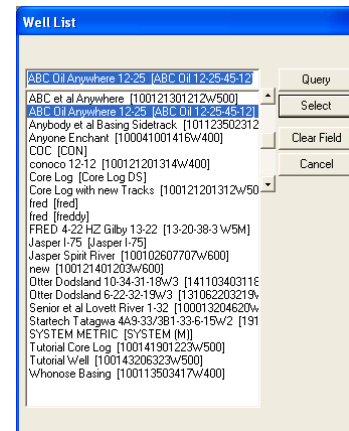 Well List
ABC Oil Anywhere 12-25 [ABC Oil 12-25-45-12]
Query
ABC et al Anywhere [100121301212W500]
Select
ABC Oil Anywhere 12-25 [ABC Oil 12-25-45-12]
Anybody et al Basing Sidetrack [101123502312
Anyone Enchant [100041001416W400]
Clear Field
COC [CON]
conoco 12-12 [100121201314W400]
Cancel
Core Log [Core Log DS]
Core Log with new Tracks [100121201312W50
fred [fred]
fred [freddy]
FRED 4-22 HZ Gilby 13-22 [13-20-38-3 W5M]
Jasper I-75 [Jasper I-75]
Jasper Spirit River [100102607707W600]
new [100121401203W600]
Otter Dodsland 10-34-31-18W3 [141103403118
Otter Dodsland 6-22-32-19W3 [131062203219W
Senior et al Lovett River 1-32 [100013204620W
Startech Tatagwa 4A9-33/3B1-33-6-15W2 [191
SYSTEM METRIC [SYSTEM (M)]
Tutorial Core Log [100141901223W500]
Tutorial Well [100143206323W500]
Whonose Basing [100113503417W400]